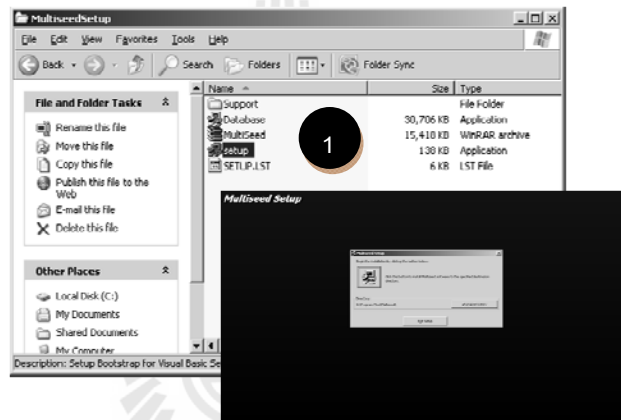 MultiseedSetup
File Edit View Favorites Tools Help
Back Search Folders Folder Sync
Name Size Type
File and Folder Tasks
Rename this file
Move this file
Copy this file
Publish this file to the
Web
E-mail this file
Delete this file
Other Places
Local Disk (C:)
My Documents
Shared Documents
My Computer
Support File Folder
Database 30,706 KB Application
MultiSeed 15,410 KB WinRAR archive
setup 138 KB Application
SETUP.LST 6 KB LST File
1
Description: Setup Bootstrap for Visual Basic Se
Multiseed Setup
Multiseed Setup